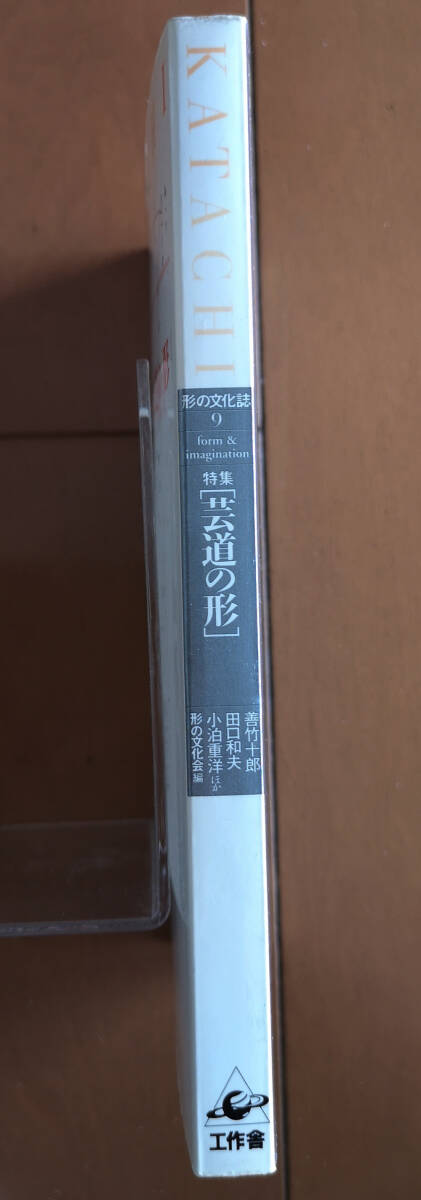 KATACHI
形の文化誌
9
form &
imagination
特集
[芸道の形]
善竹十郎
田口和夫
小泊重洋ほか
形の文化会編
工作舎